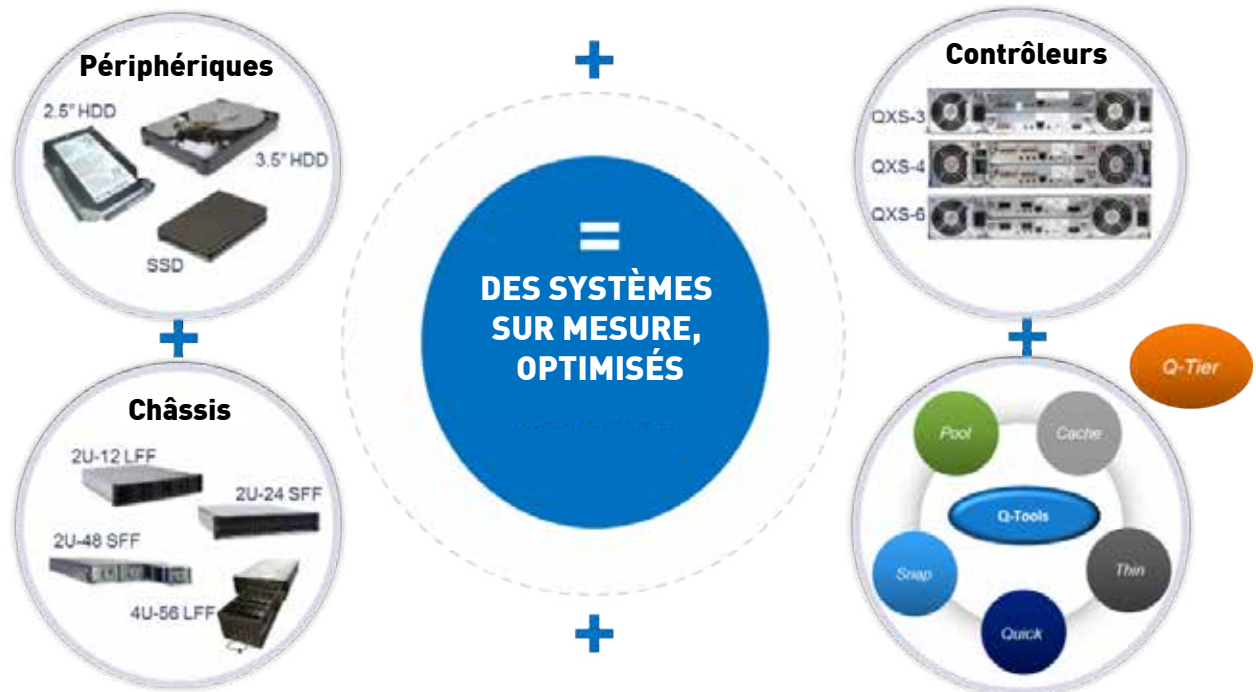 Périphériques
2.5" HDD
3.5" HDD
SSD
+
Châssis
2U-12 LFF
2U-24 SFF
2U-48 SFF
4U-56 LFF
+
=
DES SYSTÈMES
SUR MESURE,
OPTIMISÉS
+
Contrôleurs
QXS-3
QXS-4
QXS-6
+
Q-Tier
Pool
Cache
Q-Tools
Snap
Thin
Quick